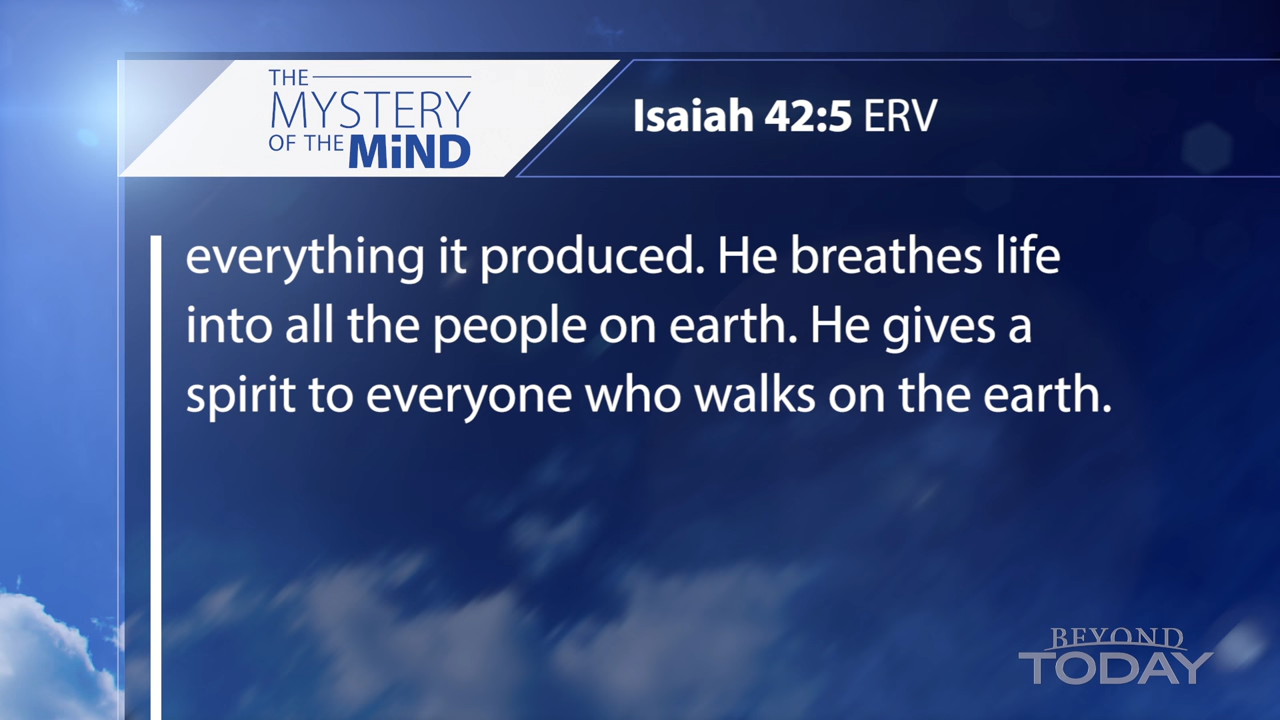 THE
MYSTERY
OF THE MiND
Isaiah 42:5 ERV
everything it produced. He breathes life
into all the people on earth. He gives a
spirit to everyone who walks on the earth.
BEYOND
TODAY